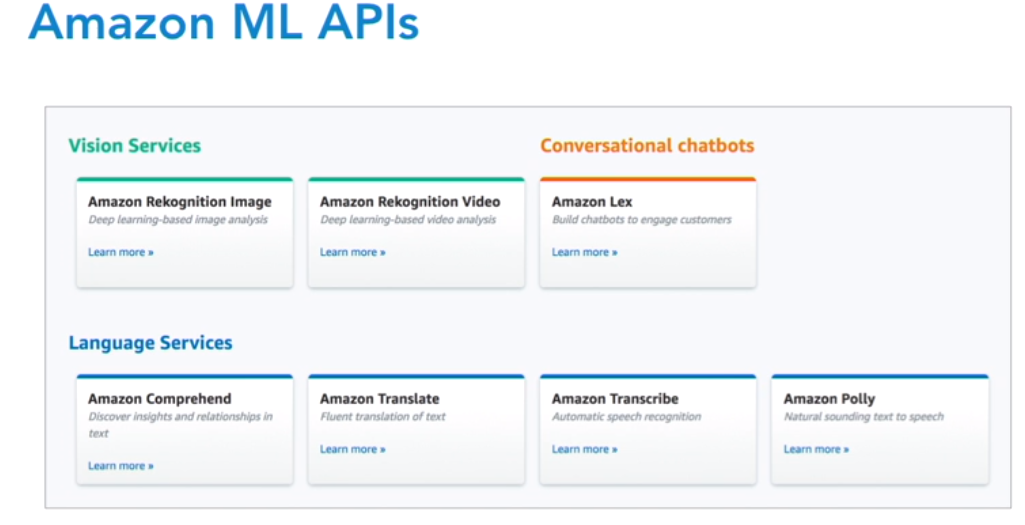 Amazon ML APIs
Vision Services
Amazon Rekognition Image
Deep learning-based image analysis
Learn more »
Amazon Rekognition Video
Deep learning-based video analysis
Learn more »
Conversational chatbots
Amazon Lex
Build chatbots to engage customers
Learn more »
Language Services
Amazon Comprehend
Discover insights and relationships in
text
Learn more »
Amazon Translate
Fluent translation of text
Learn more »
Amazon Transcribe
Automatic speech recognition
Learn more »
Amazon Polly
Natural sounding text to speech
Learn more »